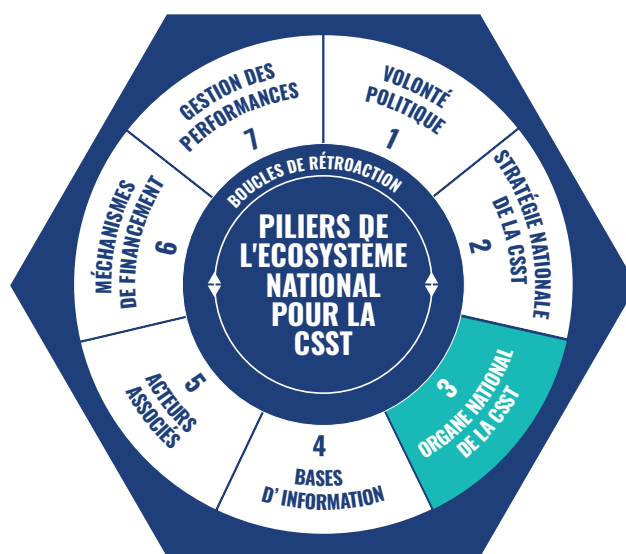 VOLONTÉ
POLITIQUE
1
STRATÉGIE NATIONALE
DE LA CSST
2
3
ORGANE NATIONAL
DE LA CSST
4
BASES
D' INFORMATION
5
ACTEURS
ASSOCIÉS
MÉCHANISMES
DE FINANCEMENT
6
GESTION DES
PERFORMANCES
7
BOUCLES DE RÉTROACTION
PILIERS DE
L'ECOSYSTÈME
NATIONAL
POUR LA
CSST